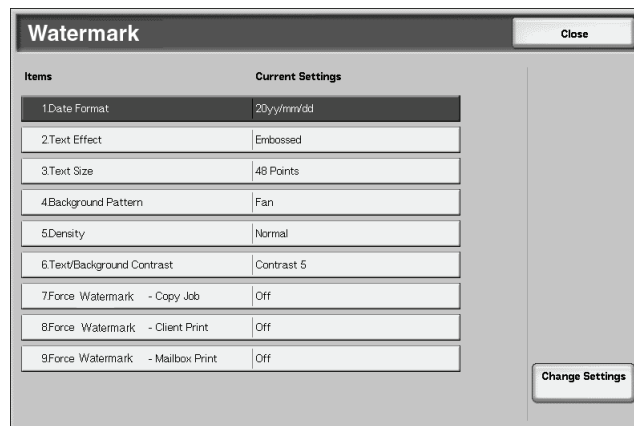 Watermark
Close
Items Current Settings
1.Date Format 20yy/mm/dd
2.Text Effect Embossed
3.Text Size 48 Points
4.Background Pattern Fan
5.Density Normal
6.Text/Background Contrast Contrast 5
7.Force Watermark - Copy Job Off
8.Force Watermark - Client Print Off
9.Force Watermark - Mailbox Print Off
Change Settings